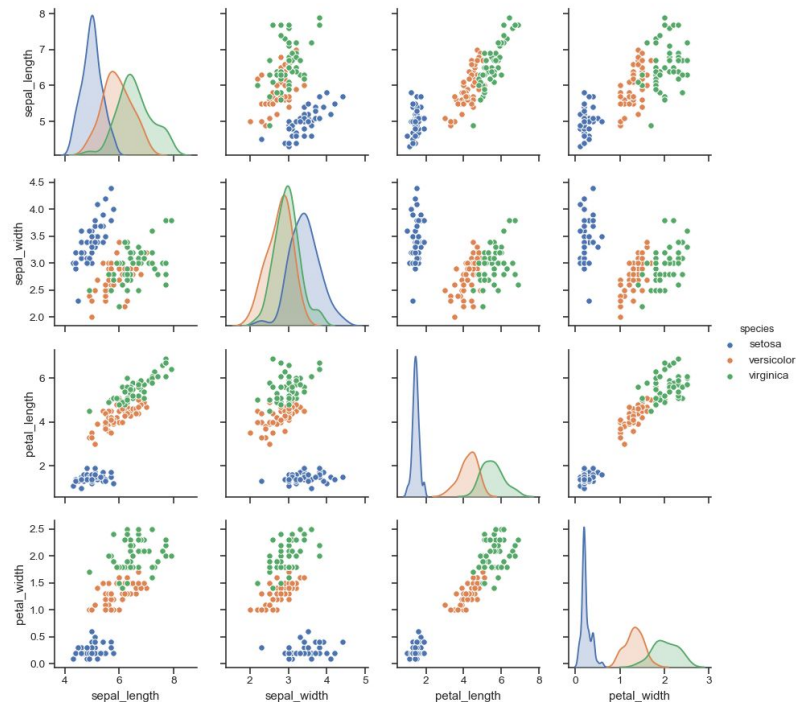 8
7
6
5
sepal_length
4.5
4.0
3.5
3.0
2.5
2.0
sepal_width
species
setosa
versicolor
virginica
6
4
2
petal_length
2.5
2.0
1.5
1.0
0.5
0.0
petal_width
4 6 8
2 3 4 5
2 4 6 8
0 1 2 3
sepal_length
sepal_width
petal_length
petal_width